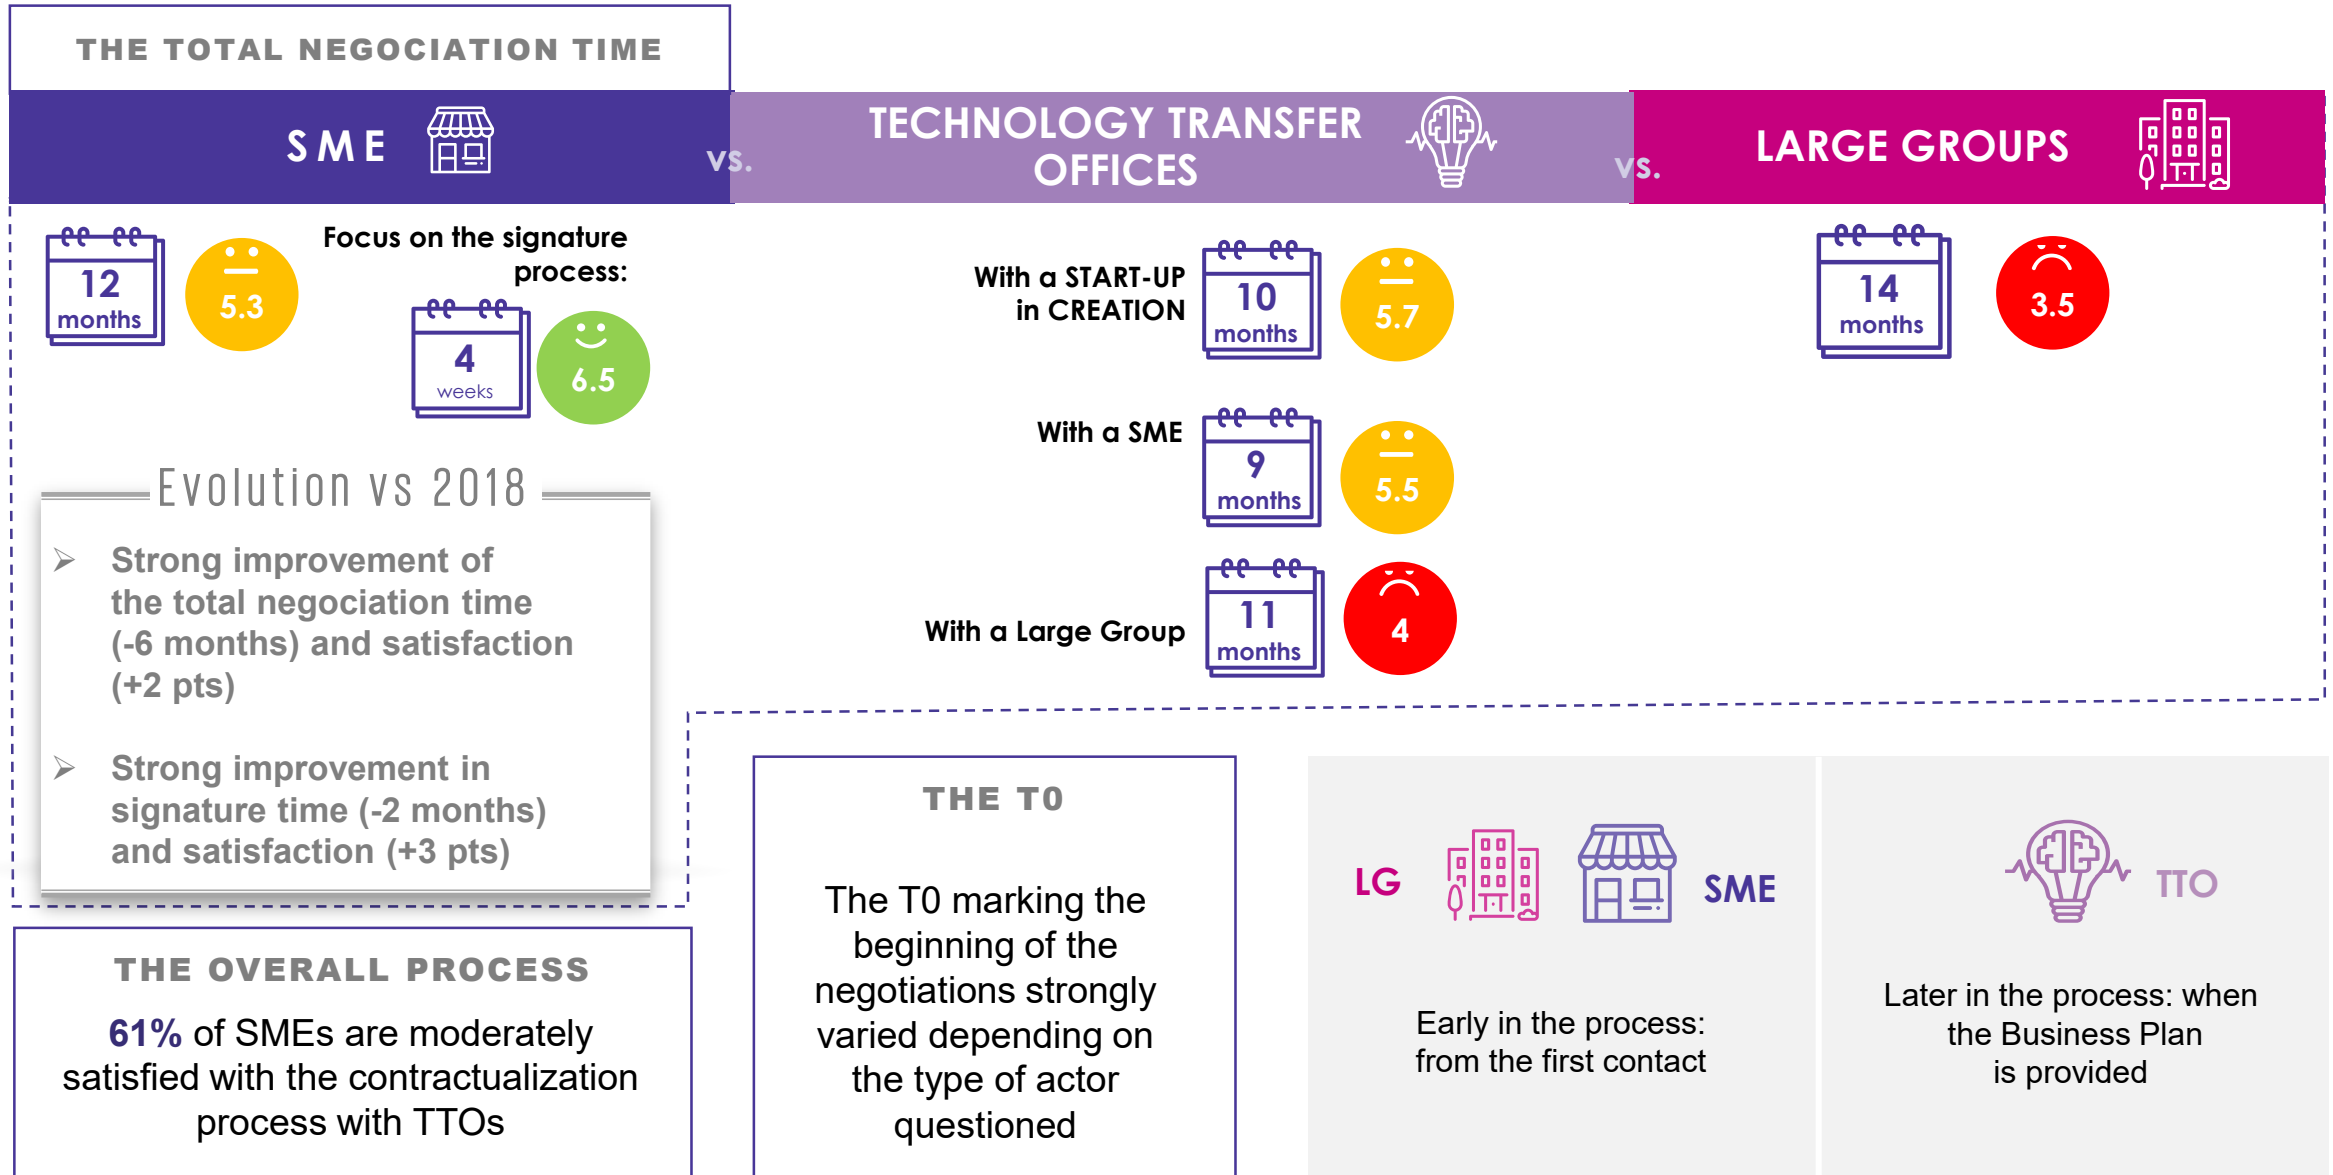 THE TOTAL NEGOCIATION TIME
SME
vs.
TECHNOLOGY TRANSFER
OFFICES
vs.
LARGE GROUPS
12
months
5.3
Focus on the signature
process:
4
weeks
6.5
With a START-UP
in CREATION
10
months
5.7
With a SME
9
months
5.5
With a Large Group
11
months
4
14
months
3.5
Evolution vs 2018
➢ Strong improvement of
the total negociation time
(-6 months) and satisfaction
(+2 pts)
➢ Strong improvement in
signature time (-2 months)
and satisfaction (+3 pts)
THE OVERALL PROCESS
61% of SMEs are moderately
satisfied with the contractualization
process with TTOs
THE T0
The T0 marking the
beginning of the
negotiations strongly
varied depending on
the type of actor
questioned
LG
SME
Early in the process:
from the first contact
TTO
Later in the process: when
the Business Plan
is provided